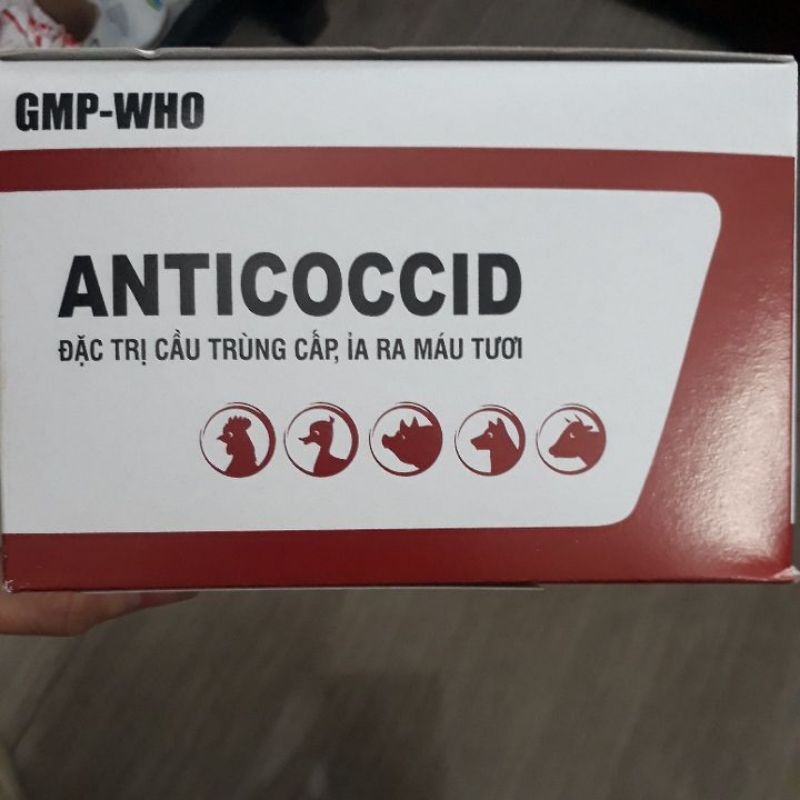 GMP-WHO
ANTICOCCID
ĐẶC TRỊ CẦU TRÙNG CẤP, ỈA RA MÁU TƯƠI